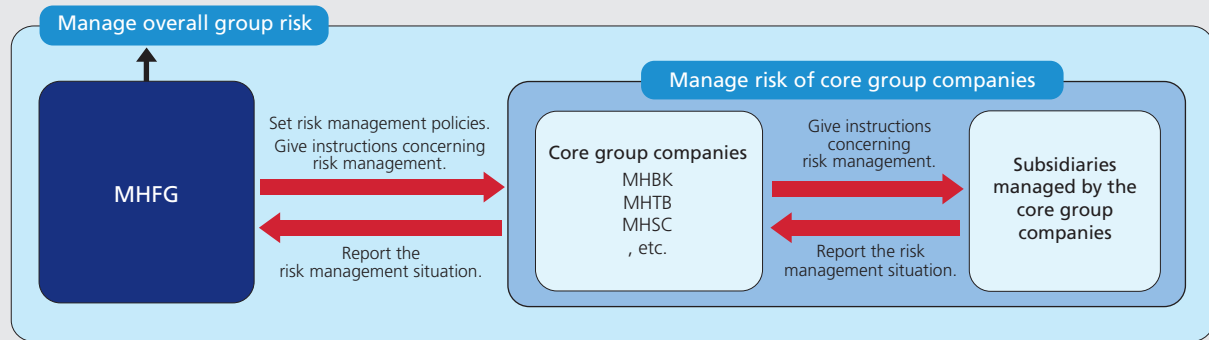 Manage overall group risk
MHFG
Set risk management policies.
Give instructions concerning
risk management.
Report the
risk management situation.
Manage risk of core group companies
Core group companies
MHBK
MHTB
MHSC
, etc.
Give instructions
concerning
risk management.
Report the risk
management situation.
Subsidiaries
managed by the
core group
companies